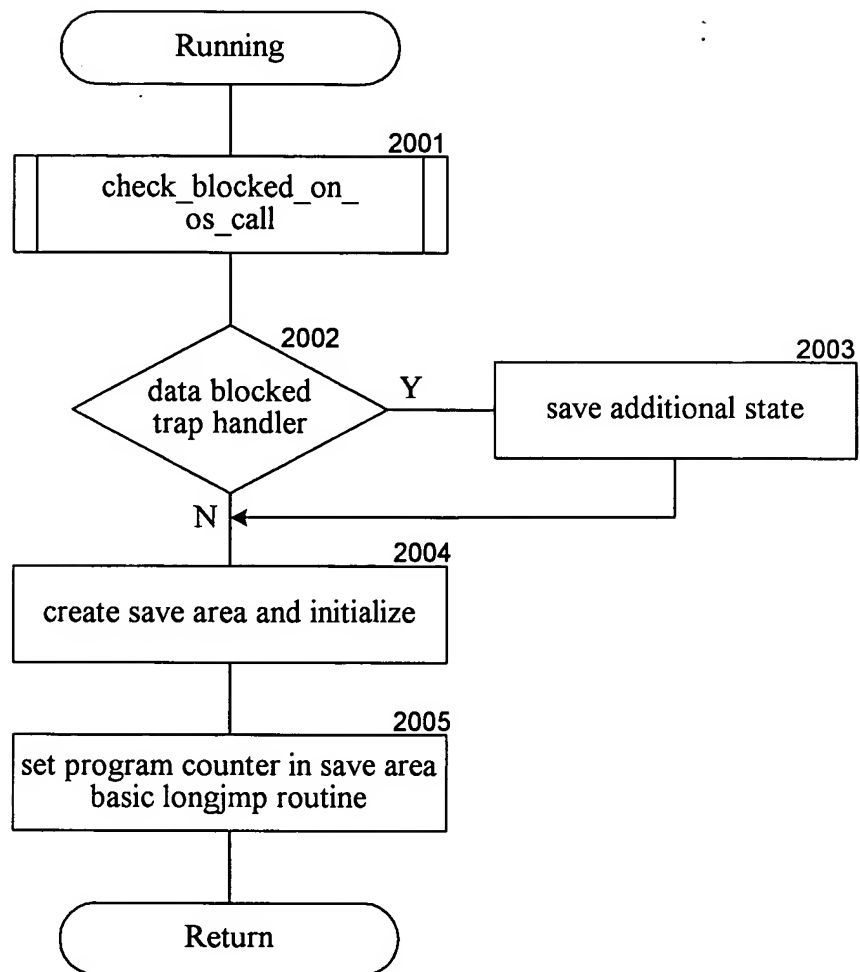 Running
2001
check_blocked_on_
os_call
2002
data blocked
trap handler
Y
2003
save additional state
N
2004
create save area and initialize
2005
set program counter in save area
basic longjmp routine
Return